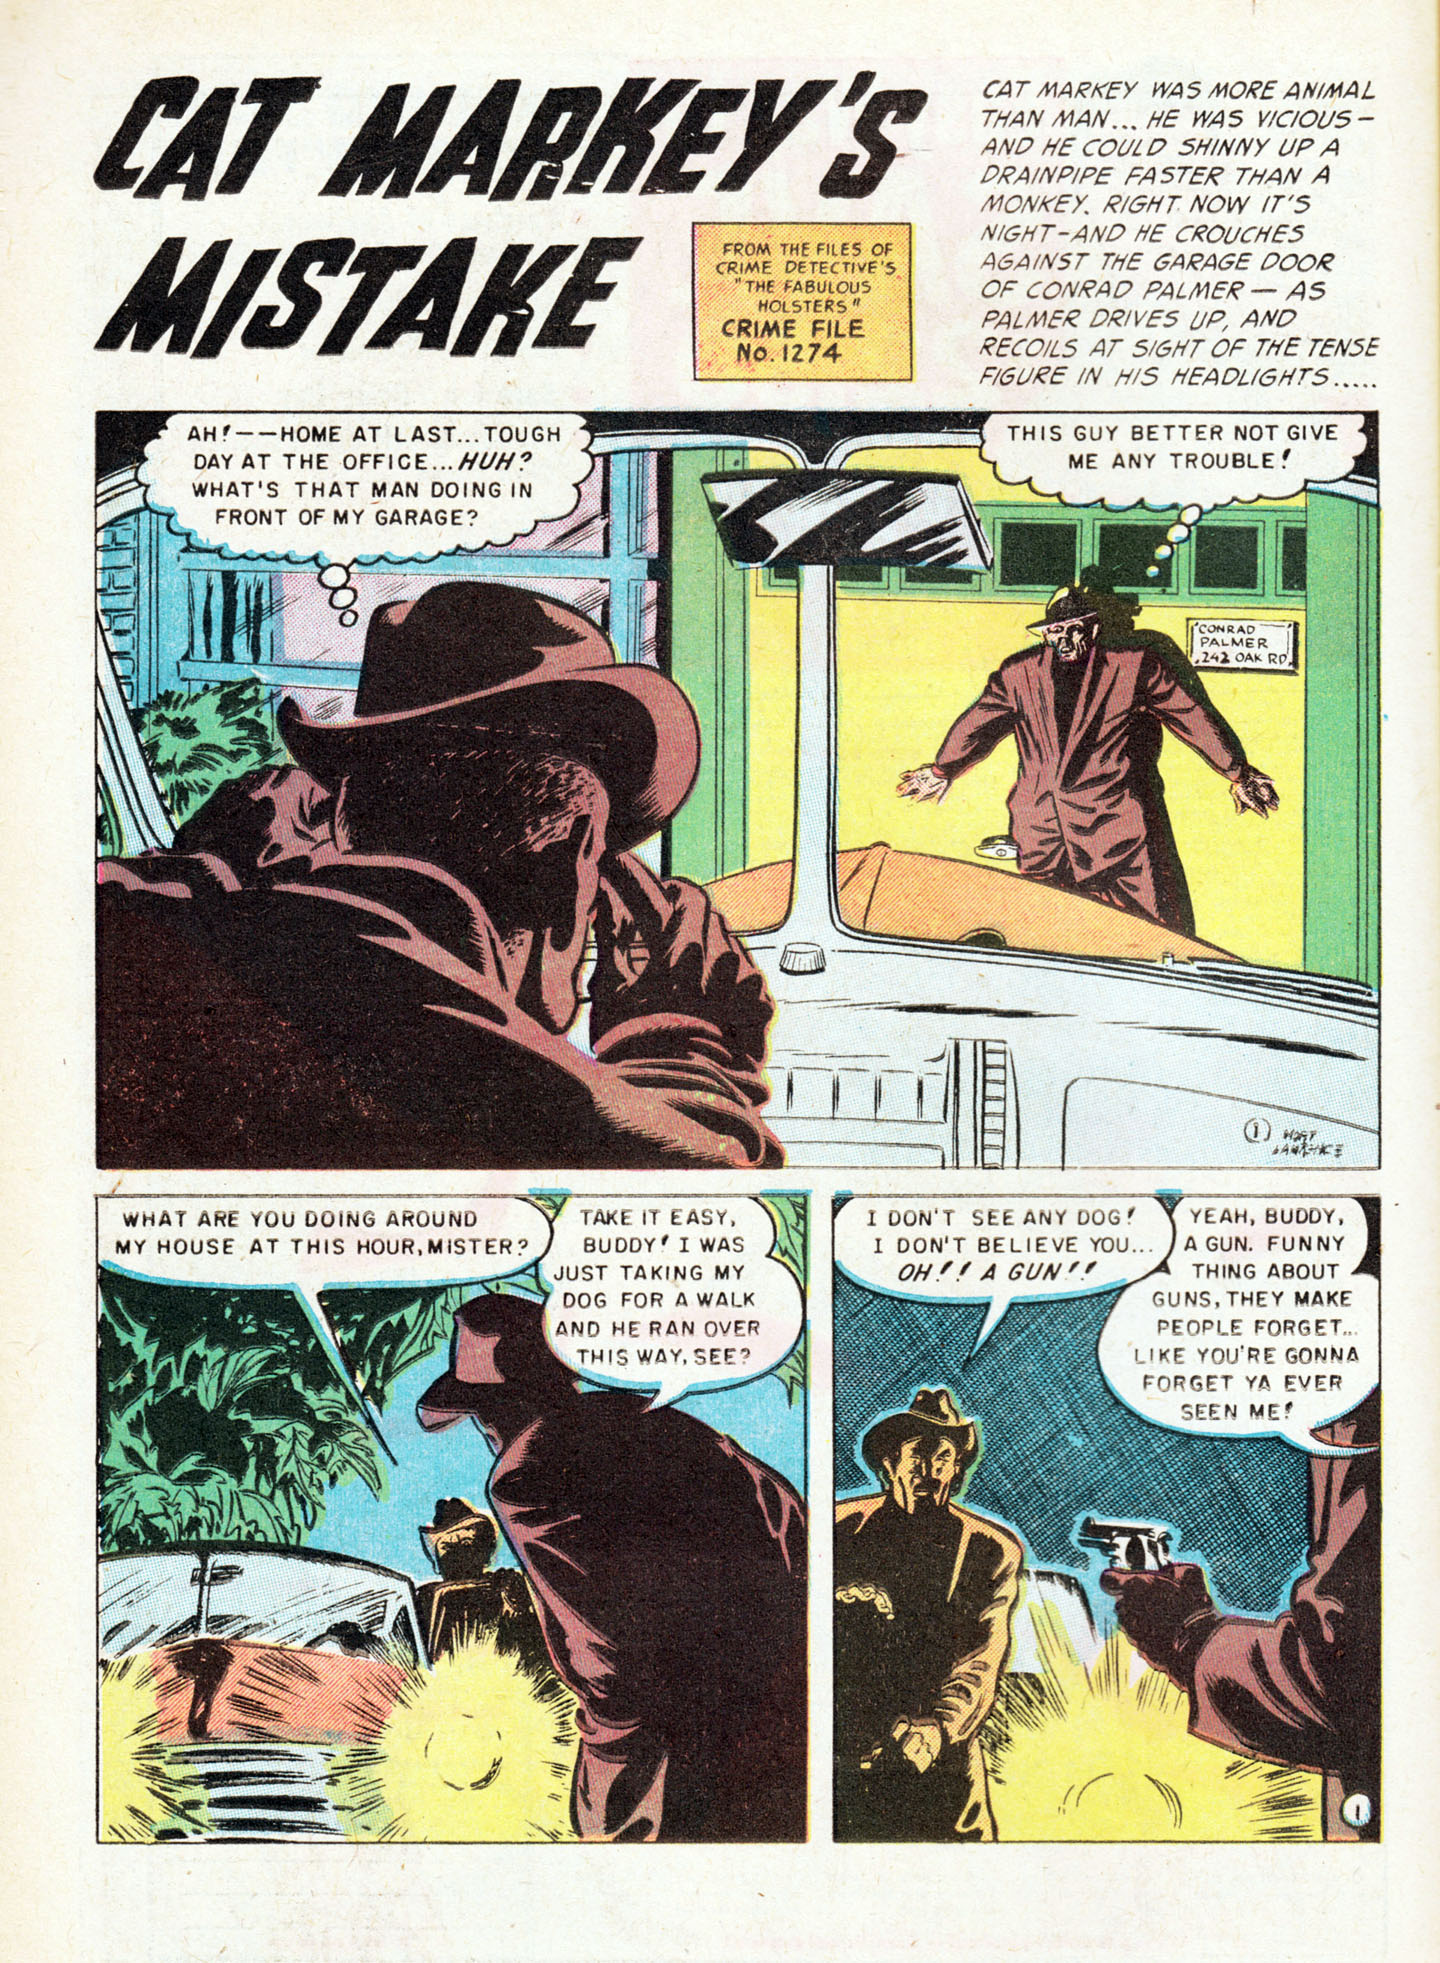 CAT MARKEY'S
MISTAKE
FROM THE FILES OF
CRIME DETECTIVE'S
"THE FABULOUS
HOLSTERS"
CRIME FILE
No. 1274
CAT MARKEY WAS MORE ANIMAL
THAN MAN... HE WAS VICIOUS—
AND HE COULD SHINNY UP A
DRAINPIPE FASTER THAN A
MONKEY. RIGHT NOW IT'S
NIGHT—AND HE CROUCHES
AGAINST THE GARAGE DOOR
OF CONRAD PALMER — AS
PALMER DRIVES UP, AND
RECOILS AT SIGHT OF THE TENSE
FIGURE IN HIS HEADLIGHTS.....
AH!——HOME AT LAST...TOUGH
DAY AT THE OFFICE...HUH?
WHAT'S THAT MAN DOING IN
FRONT OF MY GARAGE?
THIS GUY BETTER NOT GIVE
ME ANY TROUBLE!
CONRAD
PALMER
242 OAK RD.
1 MORT
LAWRENCE
WHAT ARE YOU DOING AROUND
MY HOUSE AT THIS HOUR, MISTER?
TAKE IT EASY,
BUDDY! I WAS
JUST TAKING MY
DOG FOR A WALK
AND HE RAN OVER
THIS WAY, SEE?
I DON'T SEE ANY DOG!
I DON'T BELIEVE YOU...
OH!! A GUN!!
YEAH, BUDDY,
A GUN. FUNNY
THING ABOUT
GUNS, THEY MAKE
PEOPLE FORGET...
LIKE YOU'RE GONNA
FORGET YA EVER
SEEN ME!
1